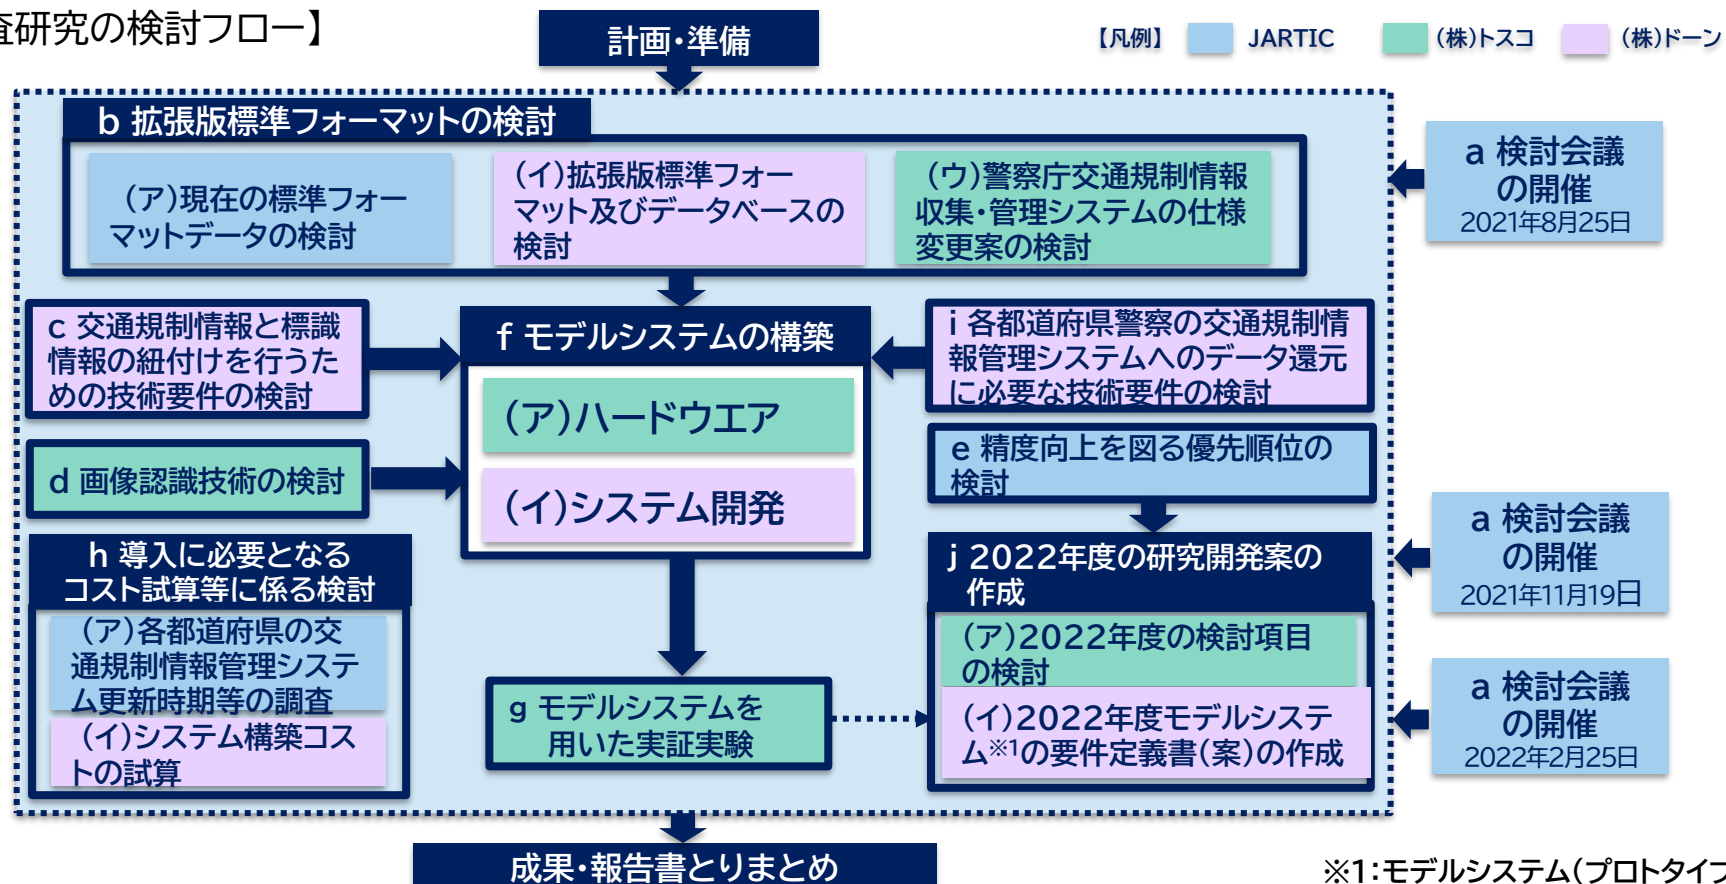 査研究の検討フロー】
計画・準備
【凡例】 JARTIC (株)トスコ (株)ドーン
b 拡張版標準フォーマットの検討
(ア)現在の標準フォー
マットデータの検討
(イ)拡張版標準フォー
マット及びデータベースの
検討
(ウ)警察庁交通規制情報
収集・管理システムの仕様
変更案の検討
a 検討会議
の開催
2021年8月25日
c 交通規制情報と標識
情報の紐付けを行うた
めの技術要件の検討
f モデルシステムの構築
(ア)ハードウエア
(イ)システム開発
i 各都道府県警察の交通規制情
報管理システムへのデータ還元
に必要な技術要件の検討
d 画像認識技術の検討
e 精度向上を図る優先順位の
検討
a 検討会議
の開催
2021年11月19日
h 導入に必要となる
コスト試算等に係る検討
(ア)各都道府県の交
通規制情報管理システ
ム更新時期等の調査
(イ)システム構築コス
トの試算
g モデルシステムを
用いた実証実験
j 2022年度の研究開発案の
作成
(ア)2022年度の検討項目
の検討
(イ)2022年度モデルシステ
ム※1の要件定義書(案)の作成
a 検討会議
の開催
2022年2月25日
成果・報告書とりまとめ
※1:モデルシステム(プロトタイプ